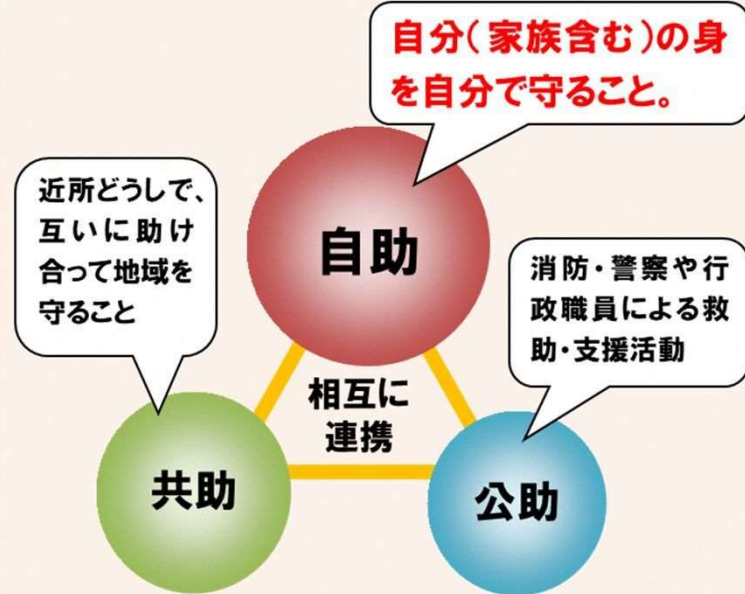 自分(家族含む)の身
を自分で守ること。
自助
近所どうしで、
互いに助け
合って地域を
守ること
消防・警察や行
政職員による救
助・支援活動
相互に
連携
共助
公助